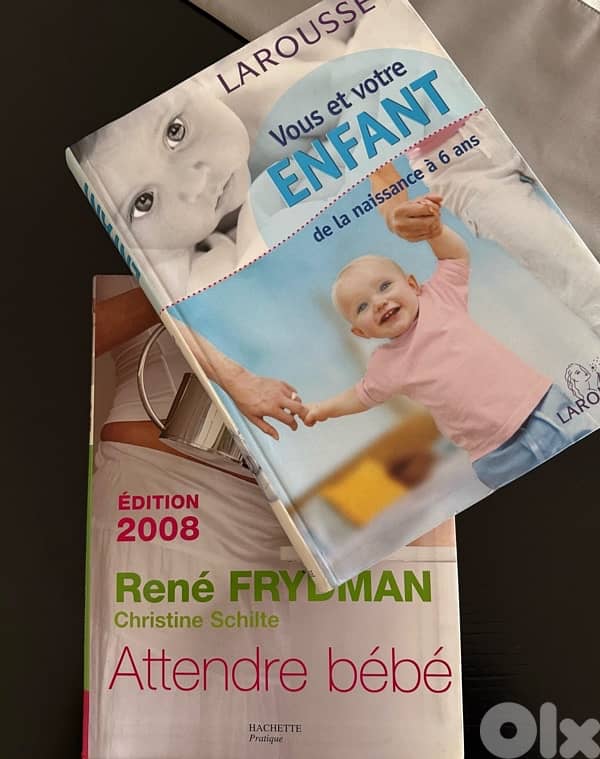 LAROUSSE
Vous et votre
ENFANT
de la naissance à 6 ans
ÉDITION
2008
René FRYDMAN
Christine Schilte
Attendre bébé
HACHETTE
Pratique
Olx